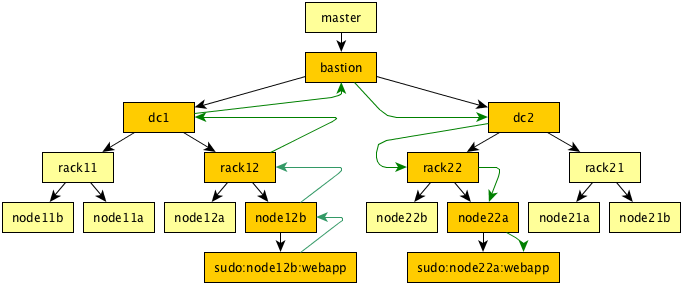 master
bastion
dc1
dc2
rack11
rack12
rack22
rack21
node11b
node11a
node12a
node12b
node22b
node22a
node21a
node21b
sudo:node12b:webapp
sudo:node22a:webapp